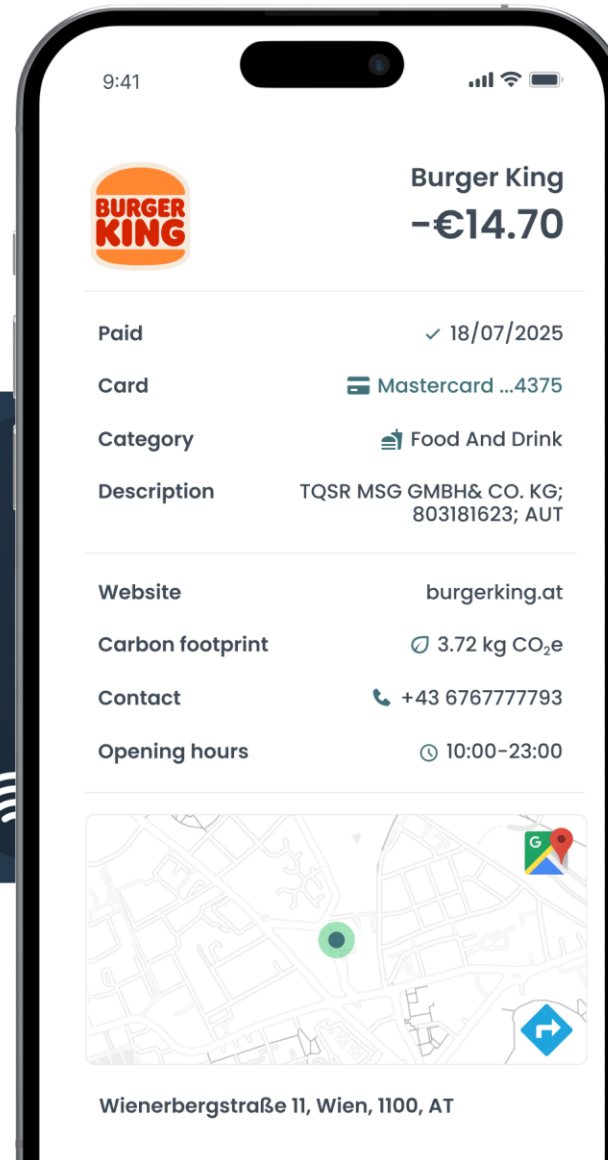 9:41
BURGER
KING
Burger King
-€14.70
Paid
18/07/2025
Card
Mastercard ...4375
Category
Food And Drink
Description
TQSR MSG GMBH& CO. KG;
803181623; AUT
Website
burgerking.at
Carbon footprint
3.72 kg CO₂e
Contact
+43 6767777793
Opening hours
10:00-23:00
G
Wienerbergstraße 11, Wien, 1100, AT